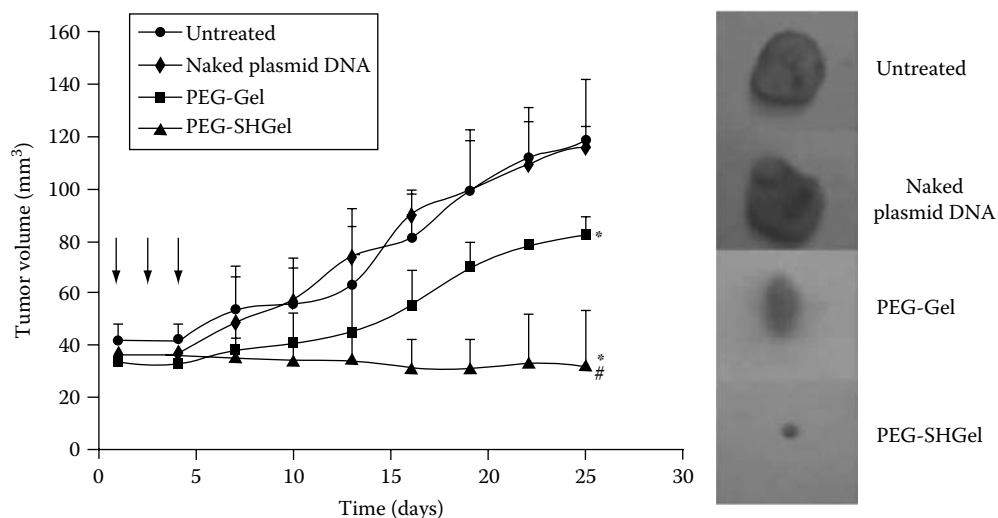 160
140
120
100
80
60
40
20
0
Tumor volume (mm³)
Untreated
Naked plasmid DNA
PEG-Gel
PEG-SHGel
*
*
#
0 5 10 15 20 25 30
Time (days)
Untreated
Naked
plasmid DNA
PEG-Gel
PEG-SHGel